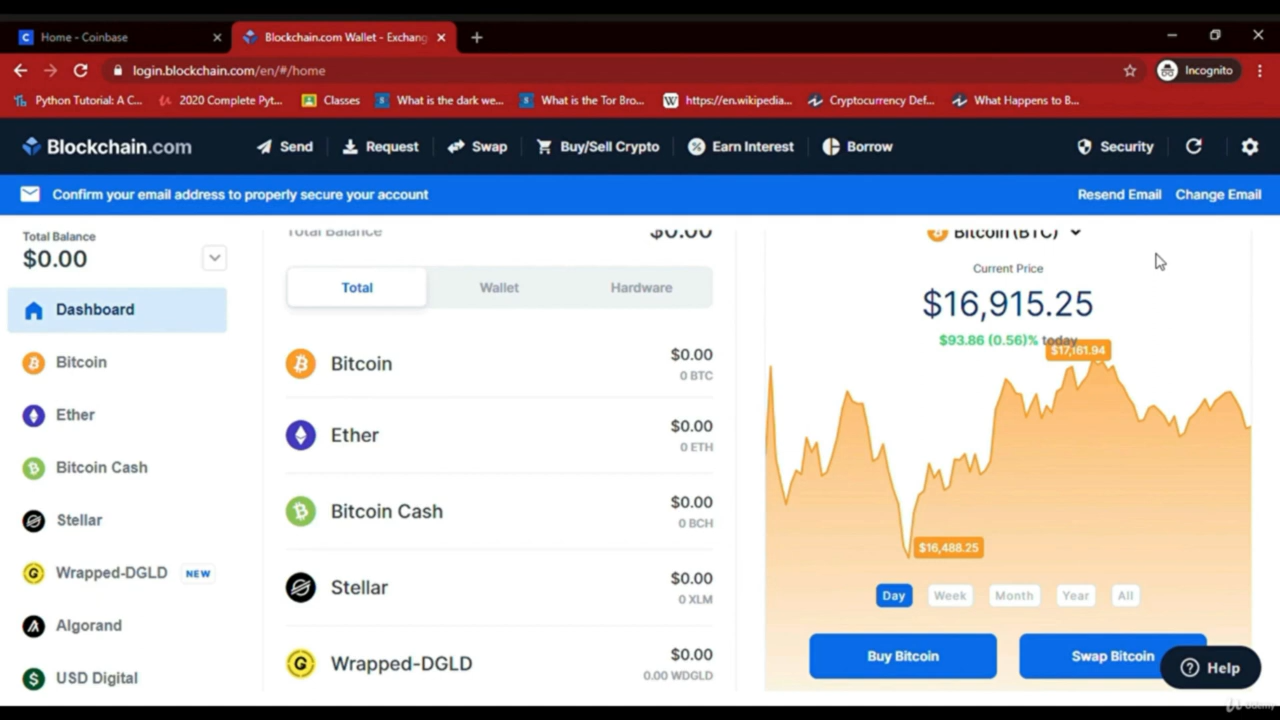 Home - Coinbase
Blockchain.com Wallet - Exchang
login.blockchain.com/en/#/home
Incognito
Python Tutorial: A C...
2020 Complete Pyt...
Classes
What is the dark we...
What is the Tor Bro...
https://en.wikipedia...
Cryptocurrency Def...
What Happens to B...
Blockchain.com
Send
Request
Swap
Buy/Sell Crypto
Earn Interest
Borrow
Security
Confirm your email address to properly secure your account
Resend Email
Change Email
Total Balance
$0.00
Dashboard
Bitcoin
Ether
Bitcoin Cash
Stellar
Wrapped-DGLD NEW
Algorand
USD Digital
Total Balance $0.00
Total
Wallet
Hardware
Bitcoin $0.00
0 BTC
Ether $0.00
0 ETH
Bitcoin Cash $0.00
0 BCH
Stellar $0.00
0 XLM
Wrapped-DGLD $0.00
0.00 WDGLD
Bitcoin (BTC)
Current Price
$16,915.25
$93.86 (0.56)% today
$17,161.94
$16,488.25
Day
Week
Month
Year
All
Buy Bitcoin
Swap Bitcoin
Help
Udemy